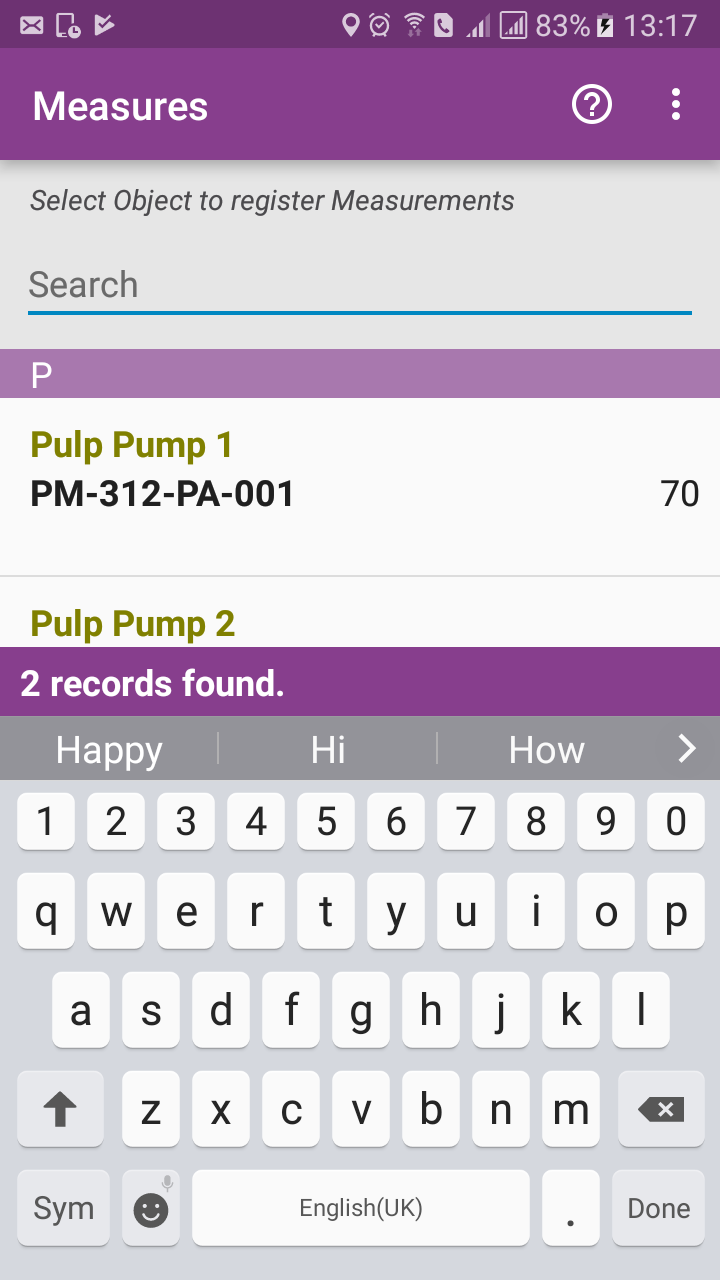 83% 13:17
Measures
Select Object to register Measurements
Search
P
Pulp Pump 1
PM-312-PA-001 70
Pulp Pump 2
2 records found.
Happy Hi How
1 2 3 4 5 6 7 8 9 0
q w e r t y u i o p
a s d f g h j k l
z x c v b n m
Sym English(UK) . Done